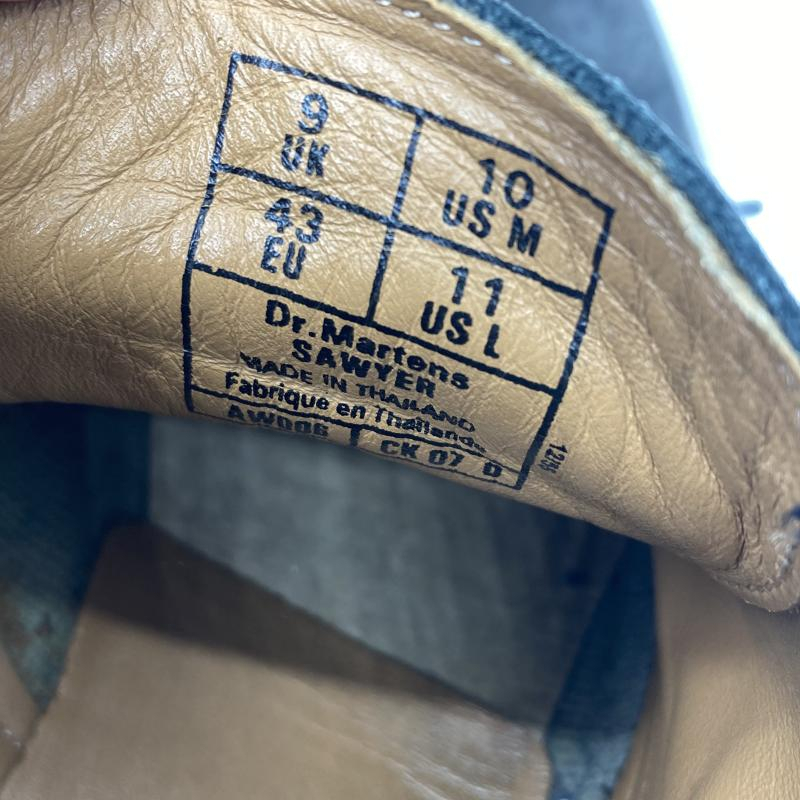 9
UK
10
US M
43
EU
11
US L
Dr.Martens
SAWYER
MADE IN THAILAND
Fabrique en Thailande
AW006
CK 07 D